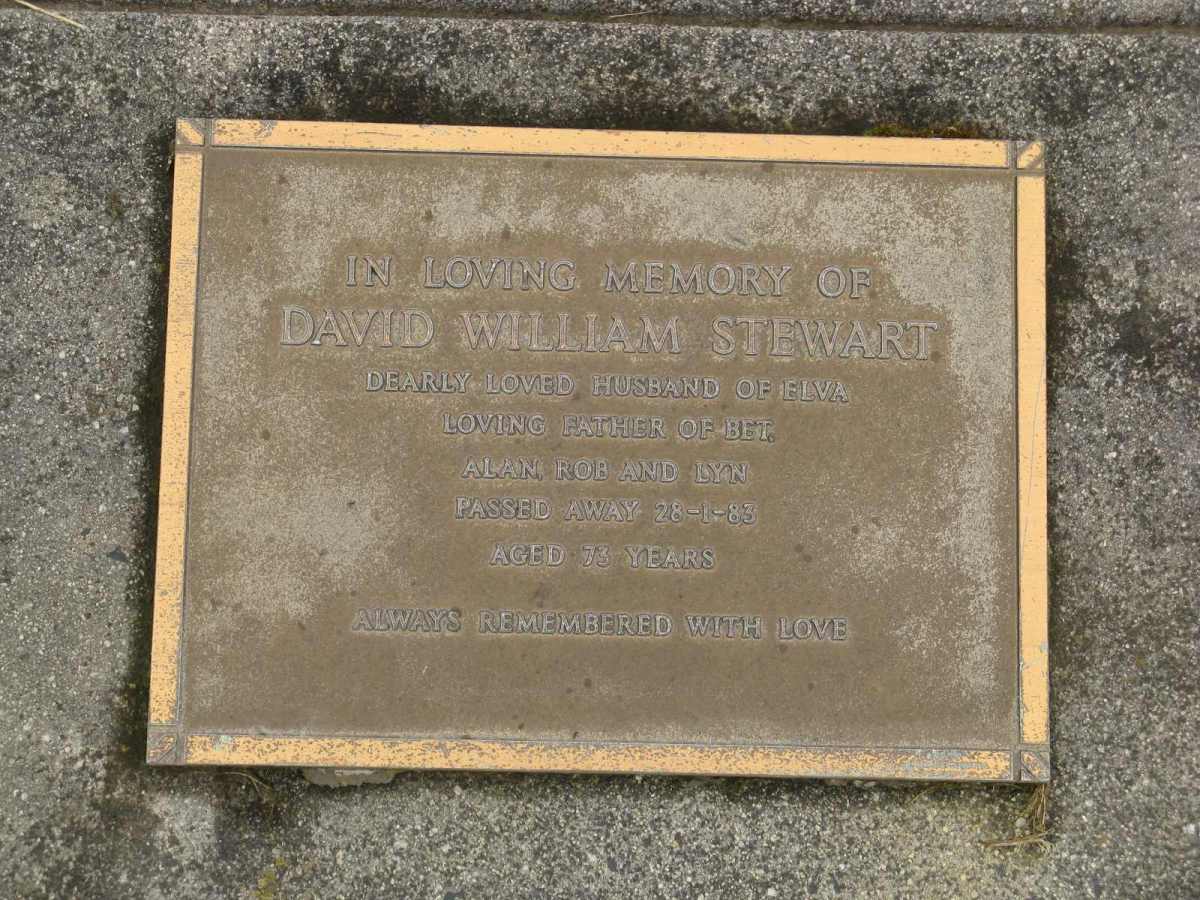 IN LOVING MEMORY OF
DAVID WILLIAM STEWART
DEARLY LOVED HUSBAND OF ELVA
LOVING FATHER OF BET,
ALAN, ROB AND LYN
PASSED AWAY 28-1-83
AGED 73 YEARS
ALWAYS REMEMBERED WITH LOVE